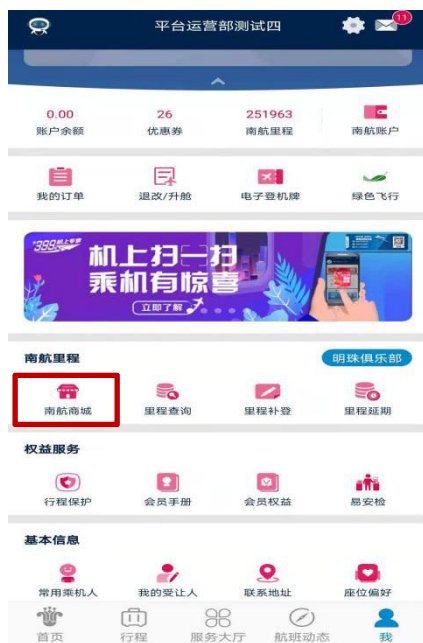 平台运营部测试四
11
0.00 26 251963
账户余额 优惠券 南航里程 南航账户
我的订单 退改/升舱 电子登机牌 绿色飞行
机上扫一扫
乘机有惊喜
立即了解
南航里程 明珠俱乐部
南航商城 里程查询 里程补登 里程延期
权益服务
行程保护 会员手册 会员权益 易安检
基本信息
常用乘机人 我的受让人 联系地址 座位偏好
首页 行程 服务大厅 航班动态 我